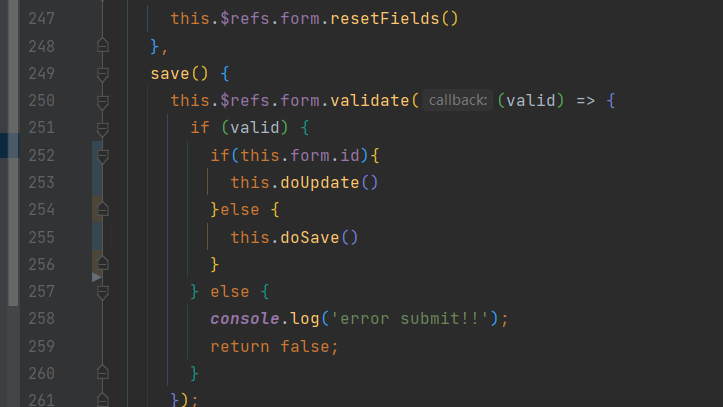 247 this.$refs.form.resetFields()
248 },
249 save() {
250 this.$refs.form.validate( callback: (valid) => {
251 if (valid) {
252 if(this.form.id){
253 this.doUpdate()
254 }else {
255 this.doSave()
256 }
257 } else {
258 console.log('error submit!!');
259 return false;
260 }
261 });